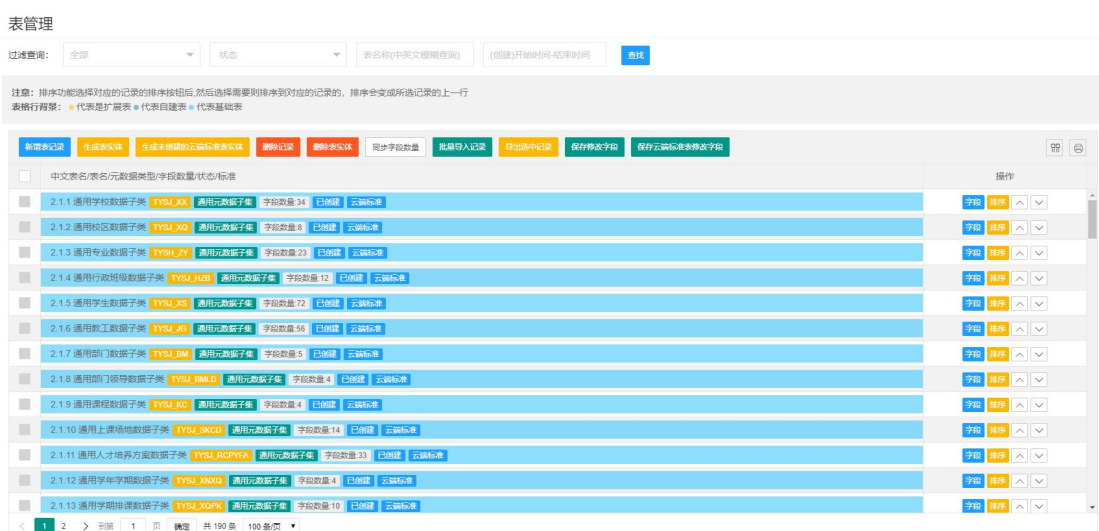 表管理
过滤查询： 全部 状态 表名称(中英文模糊查询) (创建)开始时间-结束时间 查找
注意：排序功能选择对应的记录的排序按钮后,然后选择需要则排序到对应的记录的，排序会变成所选记录的上一行
表格行背景： 代表是扩展表 代表自建表 代表基础表
新增表记录 生成表实体 生成未创建的云端标准表实体 删除记录 删除表实体 同步字段数量 批量导入记录 导出选中记录 保存修改字段 保存云端标准表修改字段
中文表名/表名/元数据类型/字段数量/状态/标准 操作
2.1.1 通用学校数据子类 TYSJ_XX 通用元数据子集 字段数量:34 已创建 云端标准 字段 排序
2.1.2 通用校区数据子类 TYSJ_XQ 通用元数据子集 字段数量:8 已创建 云端标准 字段 排序
2.1.3 通用专业数据子类 TYSH_ZY 通用元数据子集 字段数量:23 已创建 云端标准 字段 排序
2.1.4 通用行政班级数据子类 TYSJ_HZB 通用元数据子集 字段数量:12 已创建 云端标准 字段 排序
2.1.5 通用学生数据子类 TYSJ_XS 通用元数据子集 字段数量:72 已创建 云端标准 字段 排序
2.1.6 通用教工数据子类 TYSJ_JG 通用元数据子集 字段数量:56 已创建 云端标准 字段 排序
2.1.7 通用部门数据子类 TYSJ_BM 通用元数据子集 字段数量:5 已创建 云端标准 字段 排序
2.1.8 通用部门领导数据子类 TYSJ_BMLD 通用元数据子集 字段数量:4 已创建 云端标准 字段 排序
2.1.9 通用课程数据子类 TYSJ_KC 通用元数据子集 字段数量:4 已创建 云端标准 字段 排序
2.1.10 通用上课场地数据子类 TYSJ_SKCD 通用元数据子集 字段数量:14 已创建 云端标准 字段 排序
2.1.11 通用人才培养方案数据子类 TYSJ_RCPYFA 通用元数据子集 字段数量:33 已创建 云端标准 字段 排序
2.1.12 通用学年学期数据子类 TYSJ_XNXQ 通用元数据子集 字段数量:4 已创建 云端标准 字段 排序
2.1.13 通用学期排课数据子类 TYSJ_XQPK 通用元数据子集 字段数量:10 已创建 云端标准 字段 排序
1 2 到第 1 页 确定 共 190 条 100 条/页